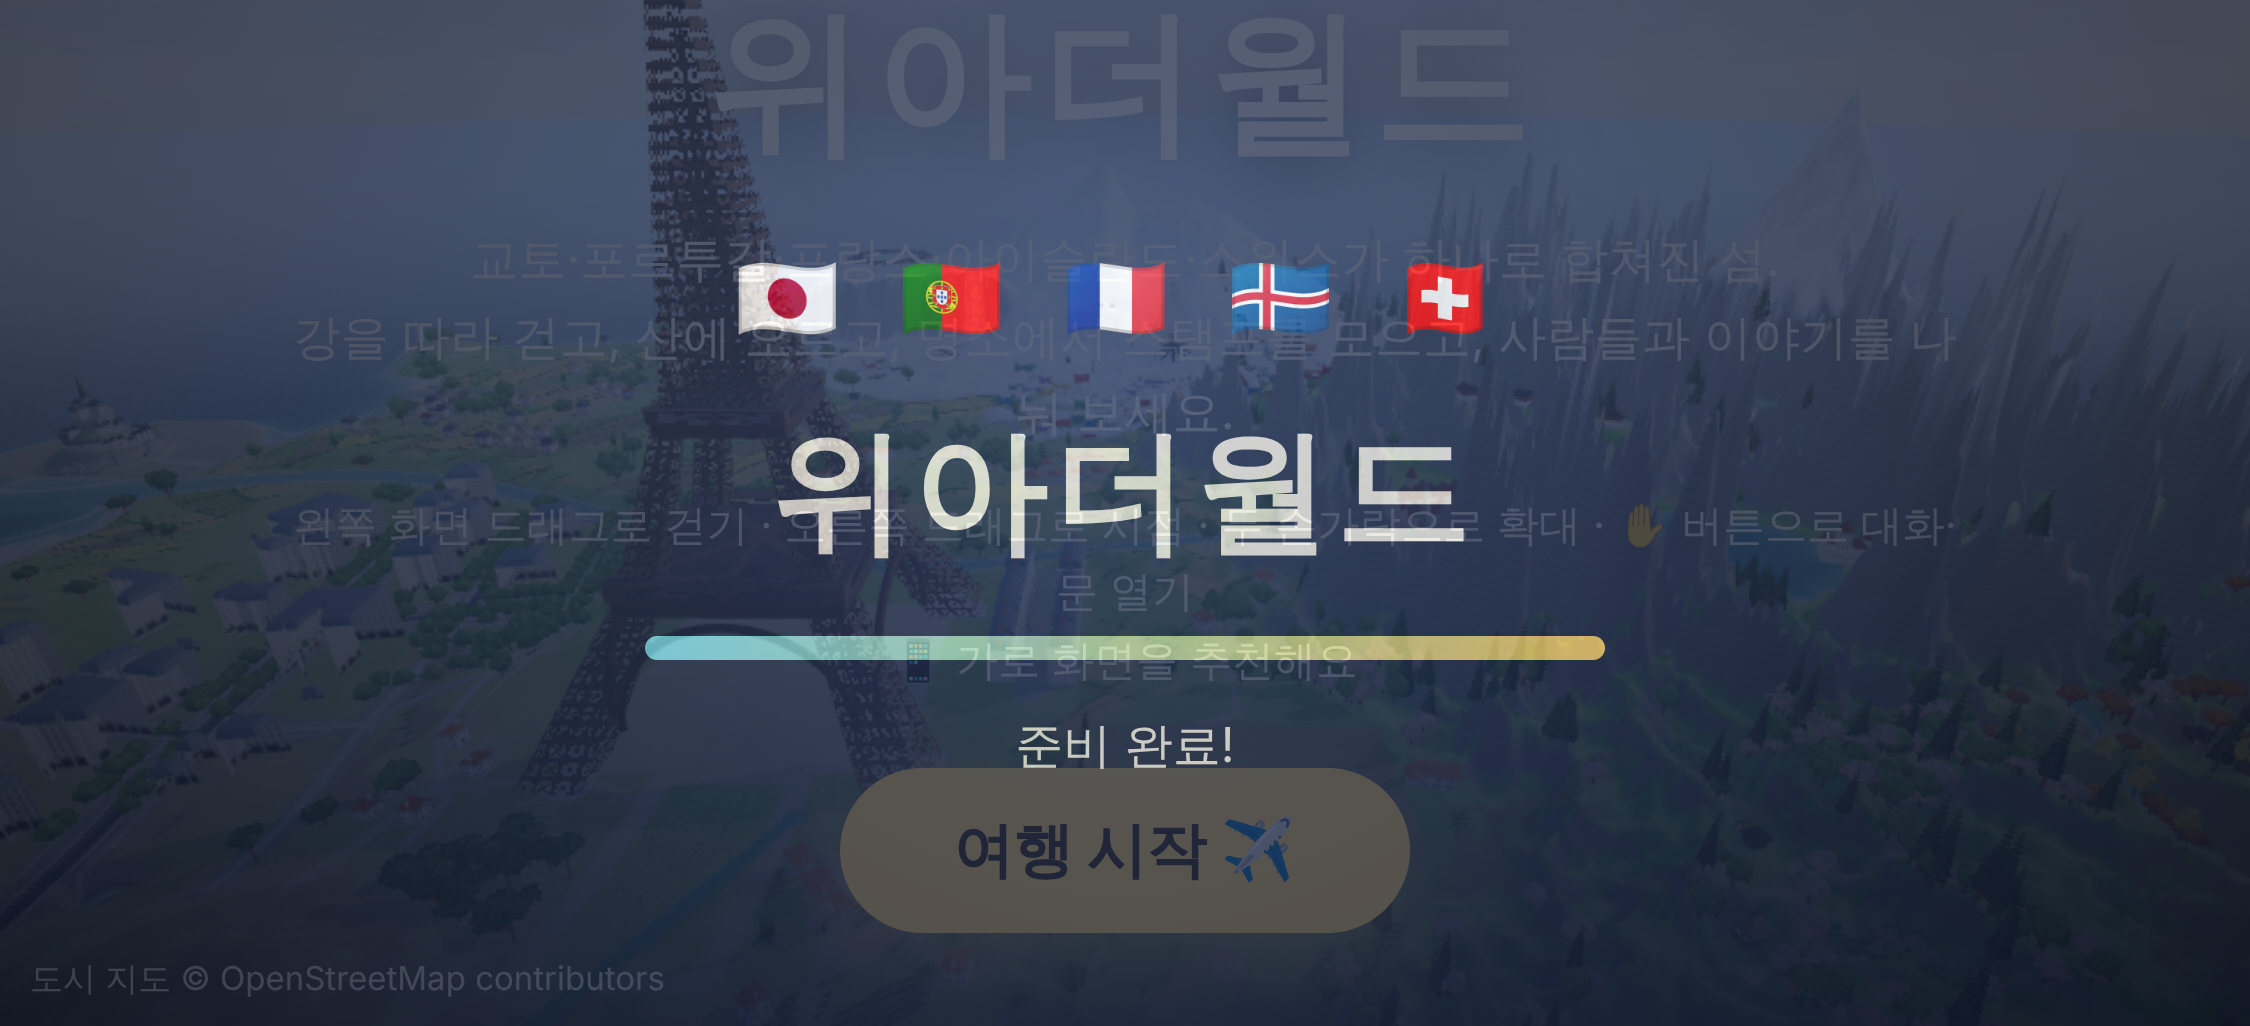 위아더월드
교토·포르투갈·프랑스·아이슬란드·스위스가 하나로 합쳐진 섬.
강을 따라 걷고, 산에 오르고, 명소에서 스탬프를 모으고, 사람들과 이야기를 나
눠 보세요.
위아더월드
왼쪽 화면 드래그로 걷기 · 오른쪽 드래그로 시점 · 두 손가락으로 확대 · ✋ 버튼으로 대화·
문 열기
📱 가로 화면을 추천해요
준비 완료!
여행 시작 ✈️
도시 지도 © OpenStreetMap contributors